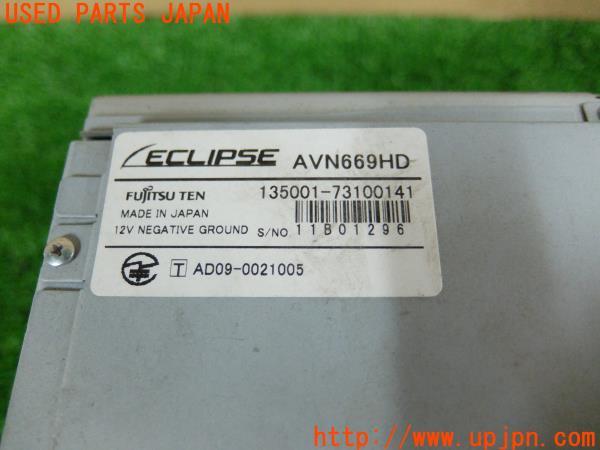 USED PARTS JAPAN
ECLIPSE AVN669HD
FUJITSU TEN 135001-73100141
MADE IN JAPAN
12V NEGATIVE GROUND S/NO. 11B01296
T AD09-0021005
http://www.upjpn.com/